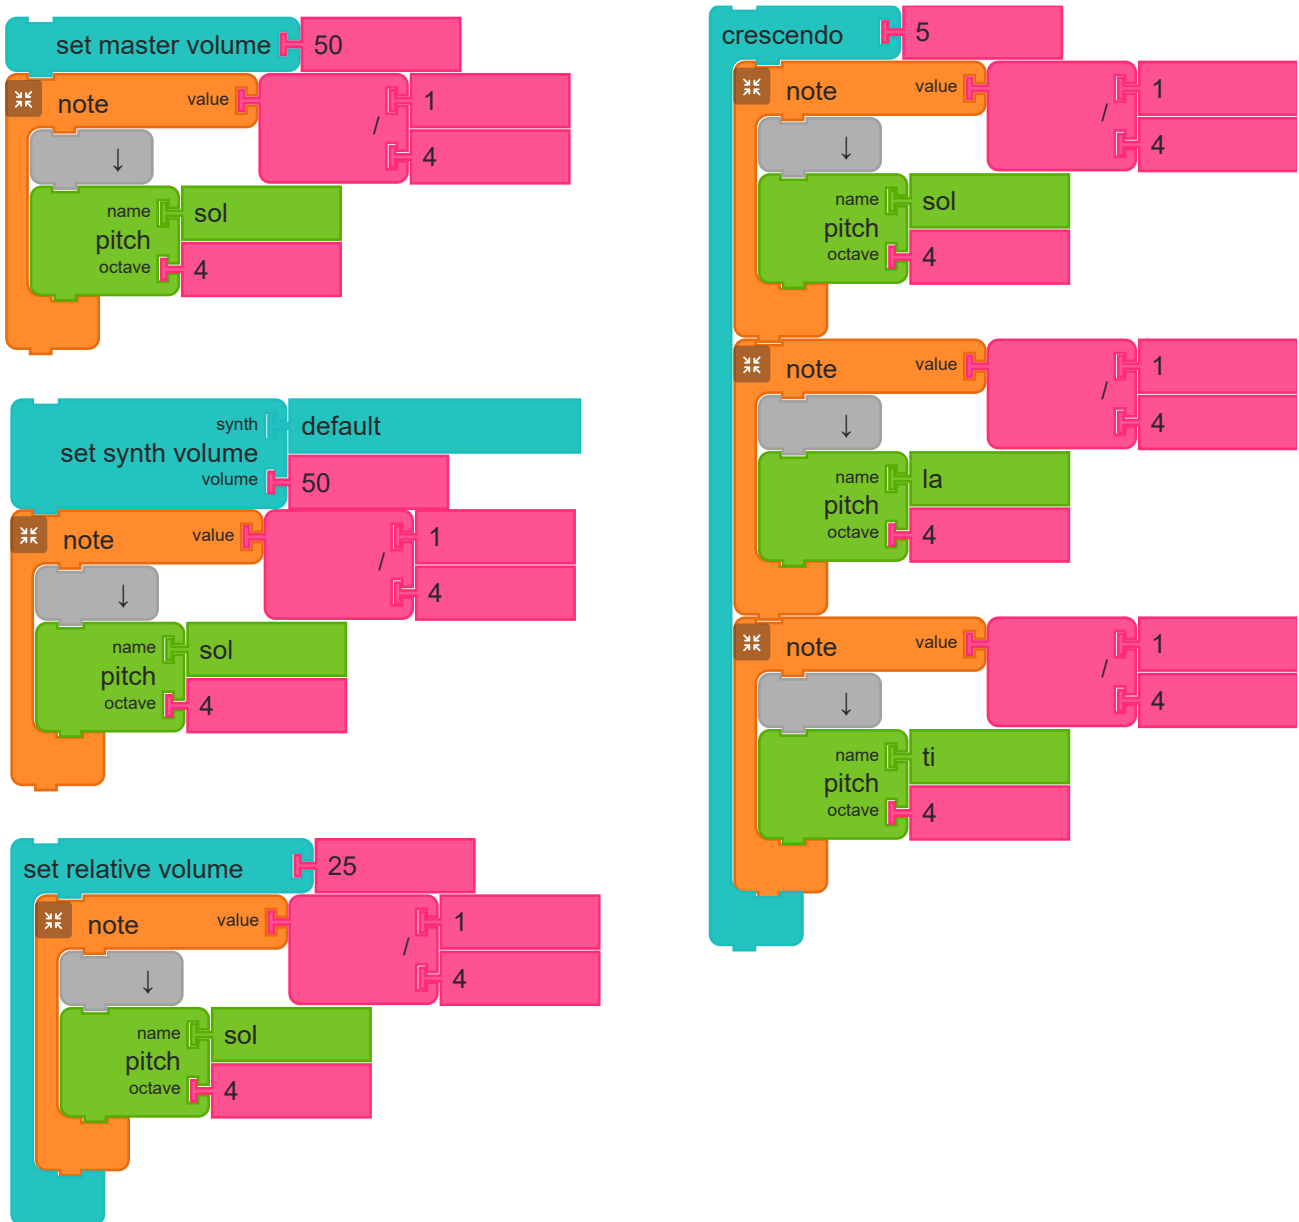 set master volume 50
note value 1
/
4
↓
name sol
pitch
octave 4
synth default
set synth volume
volume 50
note value 1
/
4
↓
name sol
pitch
octave 4
set relative volume 25
note value 1
/
4
↓
name sol
pitch
octave 4
crescendo 5
note value 1
/
4
↓
name sol
pitch
octave 4
note value 1
/
4
↓
name la
pitch
octave 4
note value 1
/
4
↓
name ti
pitch
octave 4